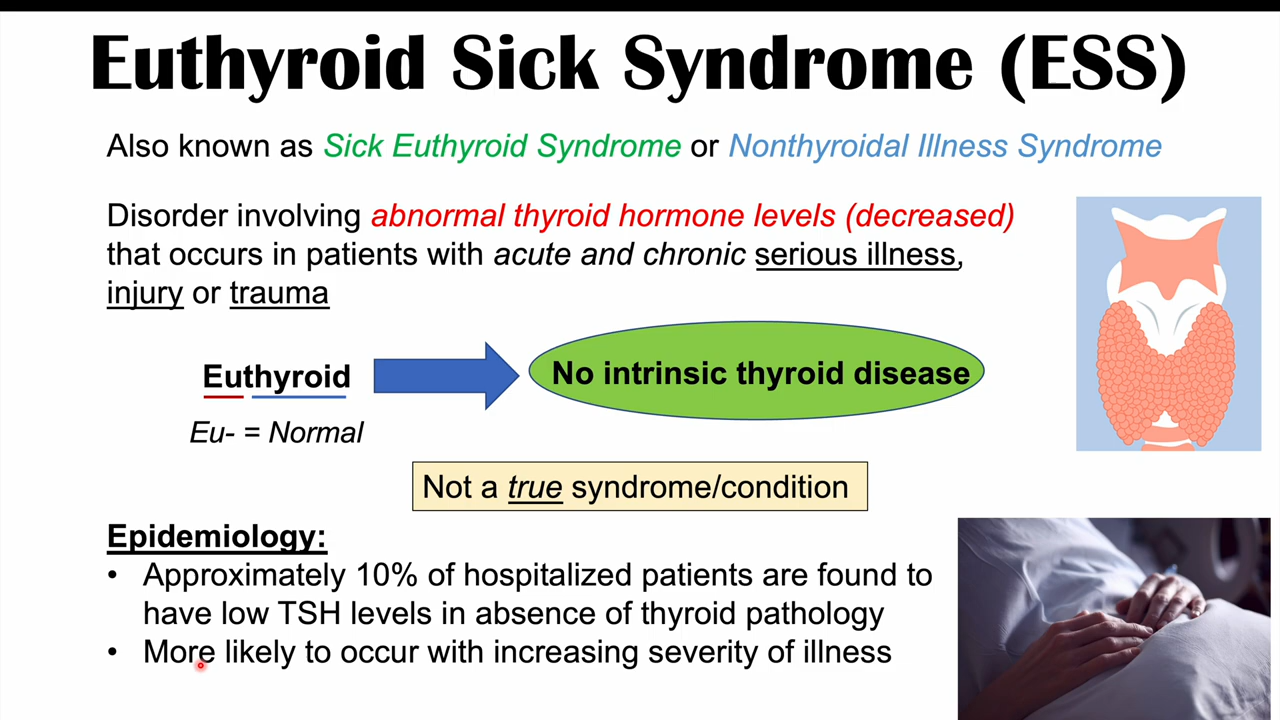 Euthyroid Sick Syndrome (ESS)
Also known as Sick Euthyroid Syndrome or Nonthyroidal Illness Syndrome
Disorder involving abnormal thyroid hormone levels (decreased)
that occurs in patients with acute and chronic serious illness,
injury or trauma
Euthyroid
No intrinsic thyroid disease
Eu- = Normal
Not a true syndrome/condition
Epidemiology:
• Approximately 10% of hospitalized patients are found to
have low TSH levels in absence of thyroid pathology
• More likely to occur with increasing severity of illness